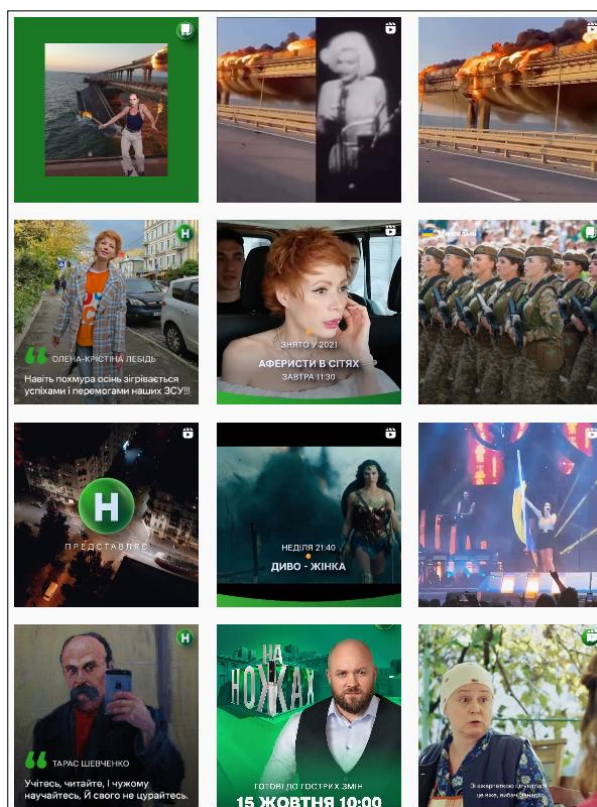 Н
ОЛЕНА-КРІСТІНА ЛЕБІДЬ
Навіть похмура осінь зігрівається
успіхами і перемогами наших ЗСУ!!!
ЗНЯТО У 2021
АФЕРИСТИ В СІТЯХ
ЗАВТРА 11:30
Н
ПРЕДСТАВЛЯЄ
НЕДІЛЯ 21:40
ДИВО - ЖІНКА
Н
ТАРАС ШЕВЧЕНКО
Учітесь, читайте, І чужому
научайтесь, Й свого не цурайтесь.
НА
НОЖАХ
ГОТОВІ ДО ГОСТРИХ ЗМІН
15 ЖОВТНЯ 10:00